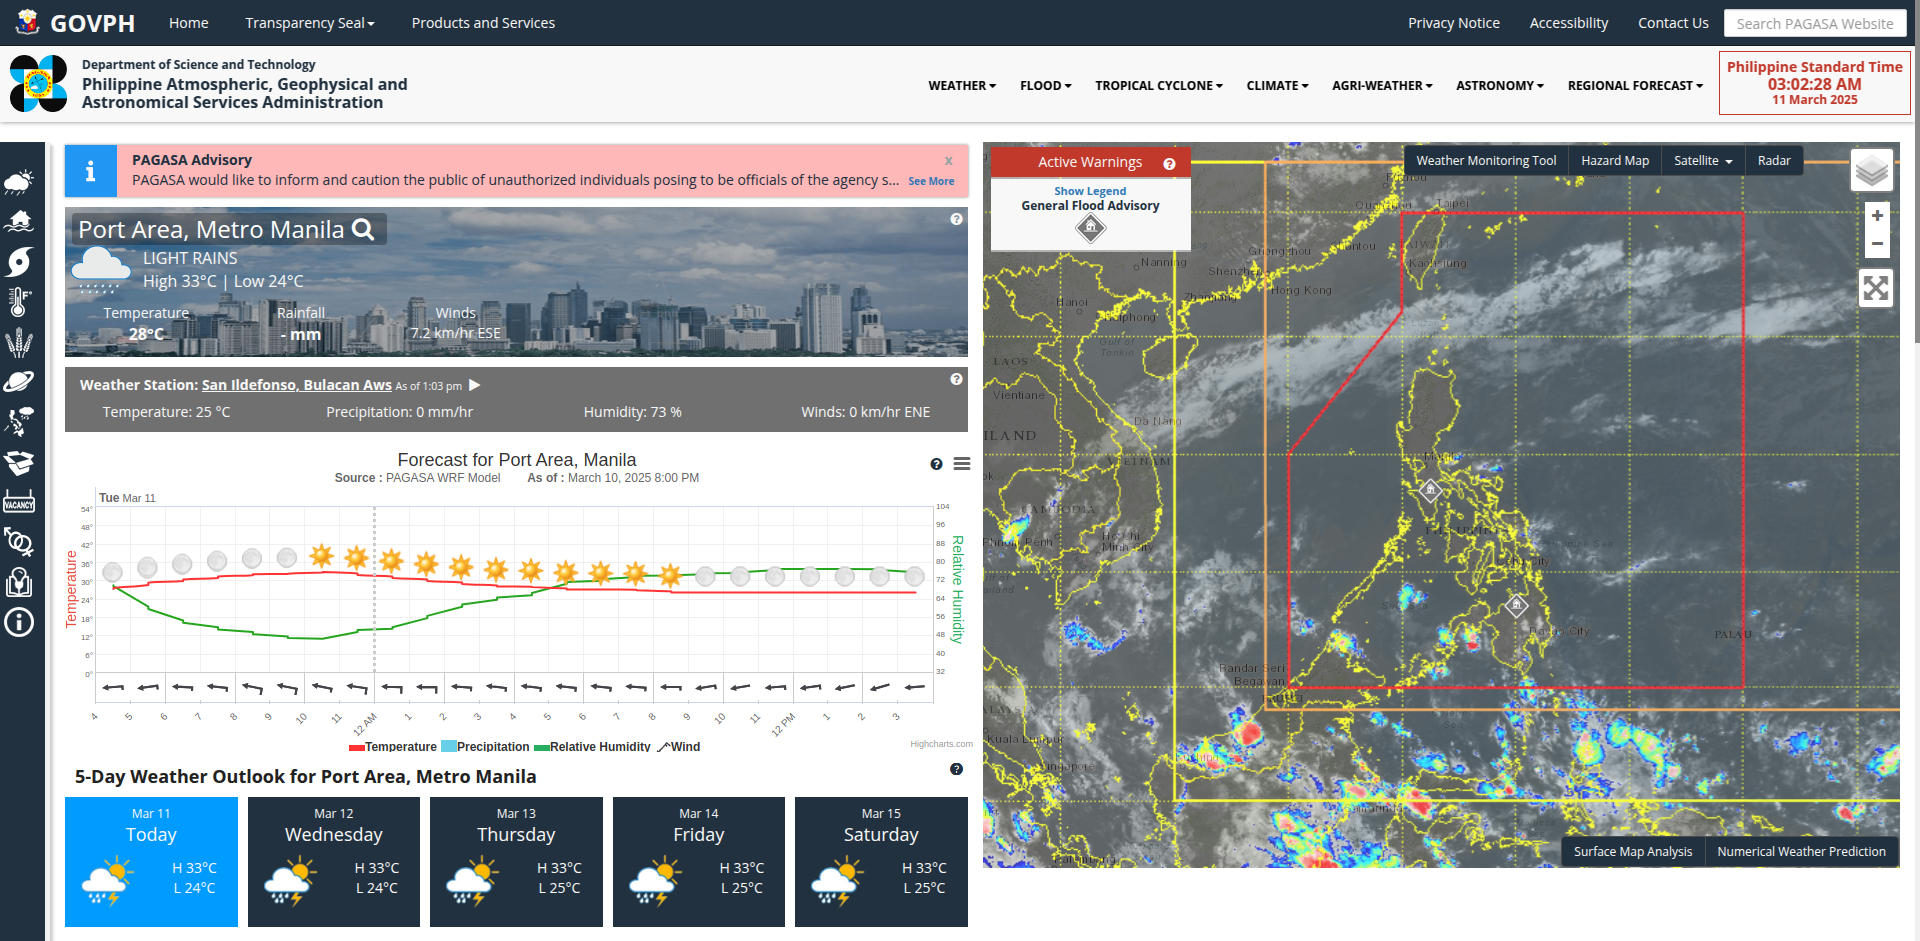 GOVPH
Home
Transparency Seal
Products and Services
Privacy Notice
Accessibility
Contact Us
Search PAGASA Website
Department of Science and Technology
Philippine Atmospheric, Geophysical and
Astronomical Services Administration
WEATHER
FLOOD
TROPICAL CYCLONE
CLIMATE
AGRI-WEATHER
ASTRONOMY
REGIONAL FORECAST
Philippine Standard Time
03:02:28 AM
11 March 2025
PAGASA Advisory
x
PAGASA would like to inform and caution the public of unauthorized individuals posing to be officials of the agency s... See More
Port Area, Metro Manila
LIGHT RAINS
High 33°C | Low 24°C
Temperature
28°C
Rainfall
- mm
Winds
7.2 km/hr ESE
Weather Station: San Ildefonso, Bulacan Aws As of 1:03 pm
Temperature: 25 °C
Precipitation: 0 mm/hr
Humidity: 73 %
Winds: 0 km/hr ENE
Forecast for Port Area, Manila
Source : PAGASA WRF Model As of : March 10, 2025 8:00 PM
Tue Mar 11
54°
48°
42°
36°
30°
24°
18°
12°
6°
0°
Temperature
104
96
88
80
72
64
56
48
40
32
Relative Humidity
4
5
6
7
8
9
10
11
12 AM
1
2
3
4
5
6
7
8
9
10
11
12 PM
1
2
3
Temperature
Precipitation
Relative Humidity
Wind
Highcharts.com
5-Day Weather Outlook for Port Area, Metro Manila
Mar 11
Today
H 33°C
L 24°C
Mar 12
Wednesday
H 33°C
L 24°C
Mar 13
Thursday
H 33°C
L 25°C
Mar 14
Friday
H 33°C
L 25°C
Mar 15
Saturday
H 33°C
L 25°C
VACANCY
Active Warnings
Show Legend
General Flood Advisory
Weather Monitoring Tool
Hazard Map
Satellite
Radar
+
−
Taipei
Guangzhou
Shantou
Nanning
Shenzhen
Kaohsiung
Hong Kong
Hanoi
Zhanjiang
Haiphong
Gulf of
Tonkin
LAOS
Vientiane
Da Nang
ILAND
VIETNAM
Manila
CAMBODIA
Phnom Penh
Ho Chi
Minh City
Davao City
PALAU
Bandar Seri
Begawan
Kuala Lumpur
Singapore
Kuching
Samarinda
Surface Map Analysis
Numerical Weather Prediction